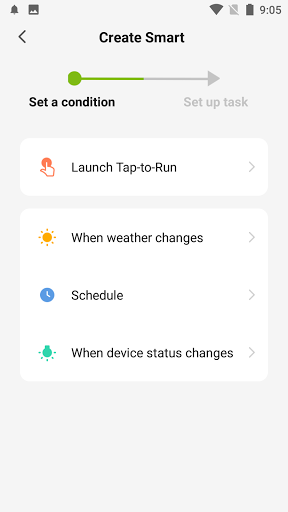 9:05
Create Smart
Set a condition
Set up task
Launch Tap-to-Run
When weather changes
Schedule
When device status changes